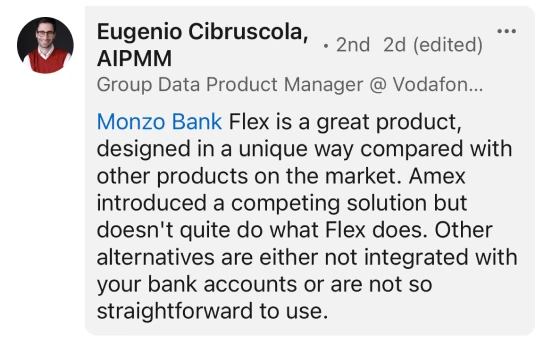 Eugenio Cibruscola, • 2nd 2d (edited) •••
AIPMM
Group Data Product Manager @ Vodafon...
Monzo Bank Flex is a great product,
designed in a unique way compared with
other products on the market. Amex
introduced a competing solution but
doesn't quite do what Flex does. Other
alternatives are either not integrated with
your bank accounts or are not so
straightforward to use.